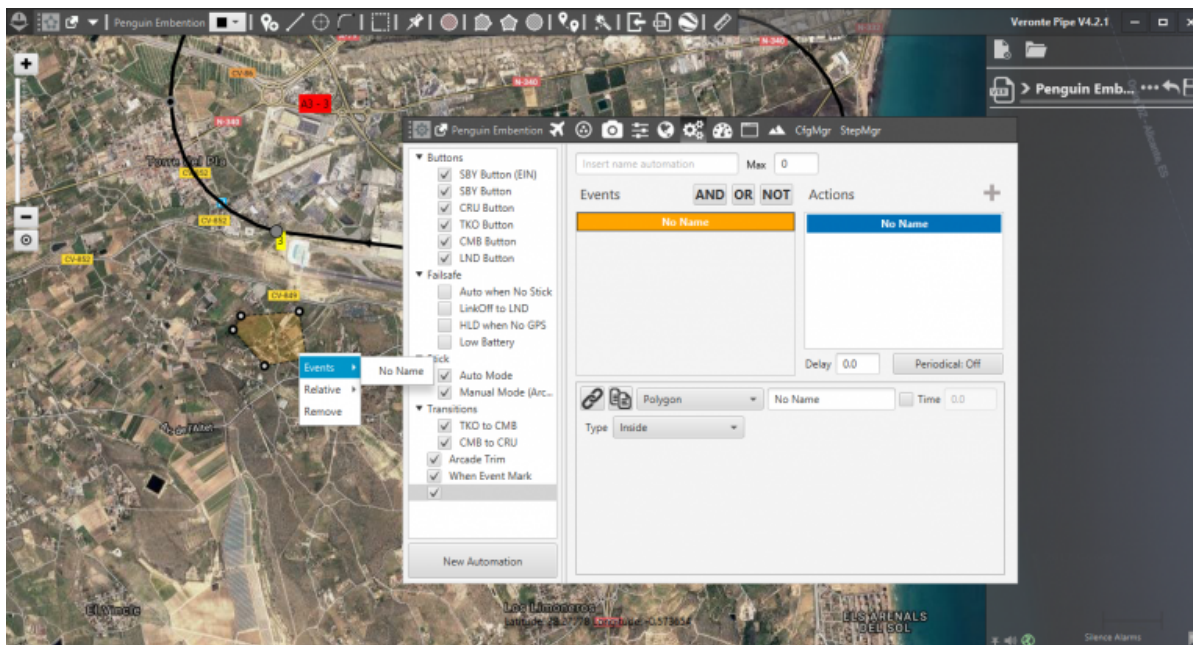 Penguin Embention
Veronte Pipe V4.2.1
N-340
CV-86
Penguin Emb...
A3 - 3
N-340
N-340
Penguin Embention
CfgMgr
StepMgr
Torre del Pla
CV-852
CV-852
3
CV-852
CV-849
Events
No Name
Relative
Remove
Buttons
SBY Button (EIN)
SBY Button
CRU Button
TKO Button
CMB Button
LND Button
Failsafe
Auto when No Stick
LinkOff to LND
HLD when No GPS
Low Battery
Stick
Auto Mode
Manual Mode (Arc...
Transitions
TKO to CMB
CMB to CRU
Arcade Trim
When Event Mark
New Automation
Insert name automation
Max
0
Events
AND
OR
NOT
Actions
No Name
No Name
Delay
0.0
Periodical: Off
Polygon
No Name
Time
0.0
Type
Inside
Los Limoneros
ELS ARENALS
DEL SOL
Silence Alarms